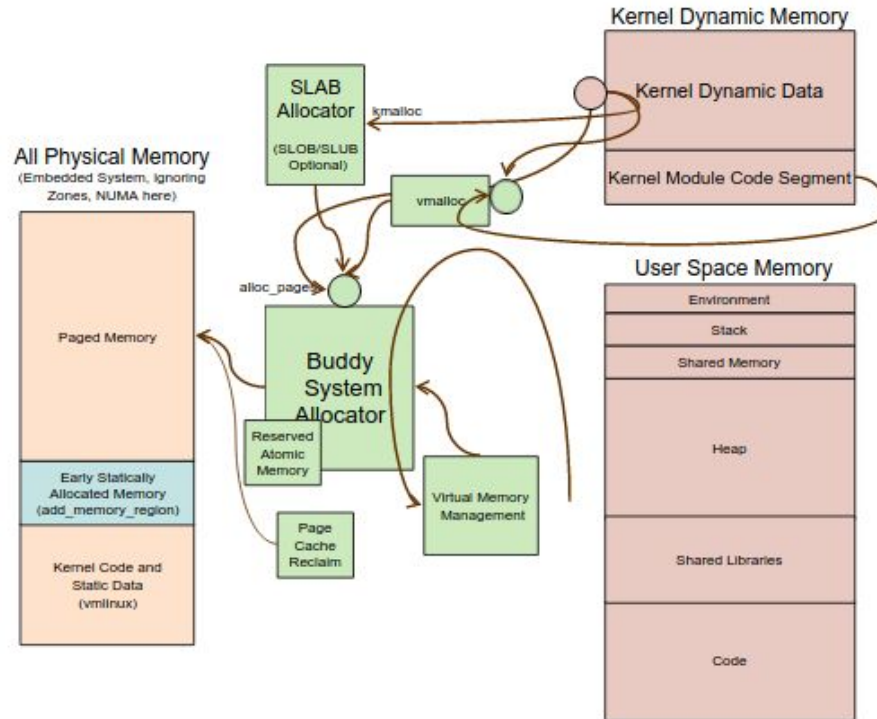 Kernel Dynamic Memory
SLAB
Allocator
(SLOB/SLUB
Optional)
kmalloc
Kernel Dynamic Data
Kernel Module Code Segment
All Physical Memory
(Embedded System, Ignoring
Zones, NUMA here)
vmalloc
alloc_pages
Paged Memory
Buddy
System
Allocator
Reserved
Atomic
Memory
Early Statically
Allocated Memory
(add_memory_region)
Page
Cache
Reclaim
Virtual Memory
Management
Kernel Code and
Static Data
(vmlinux)
User Space Memory
Environment
Stack
Shared Memory
Heap
Shared Libraries
Code